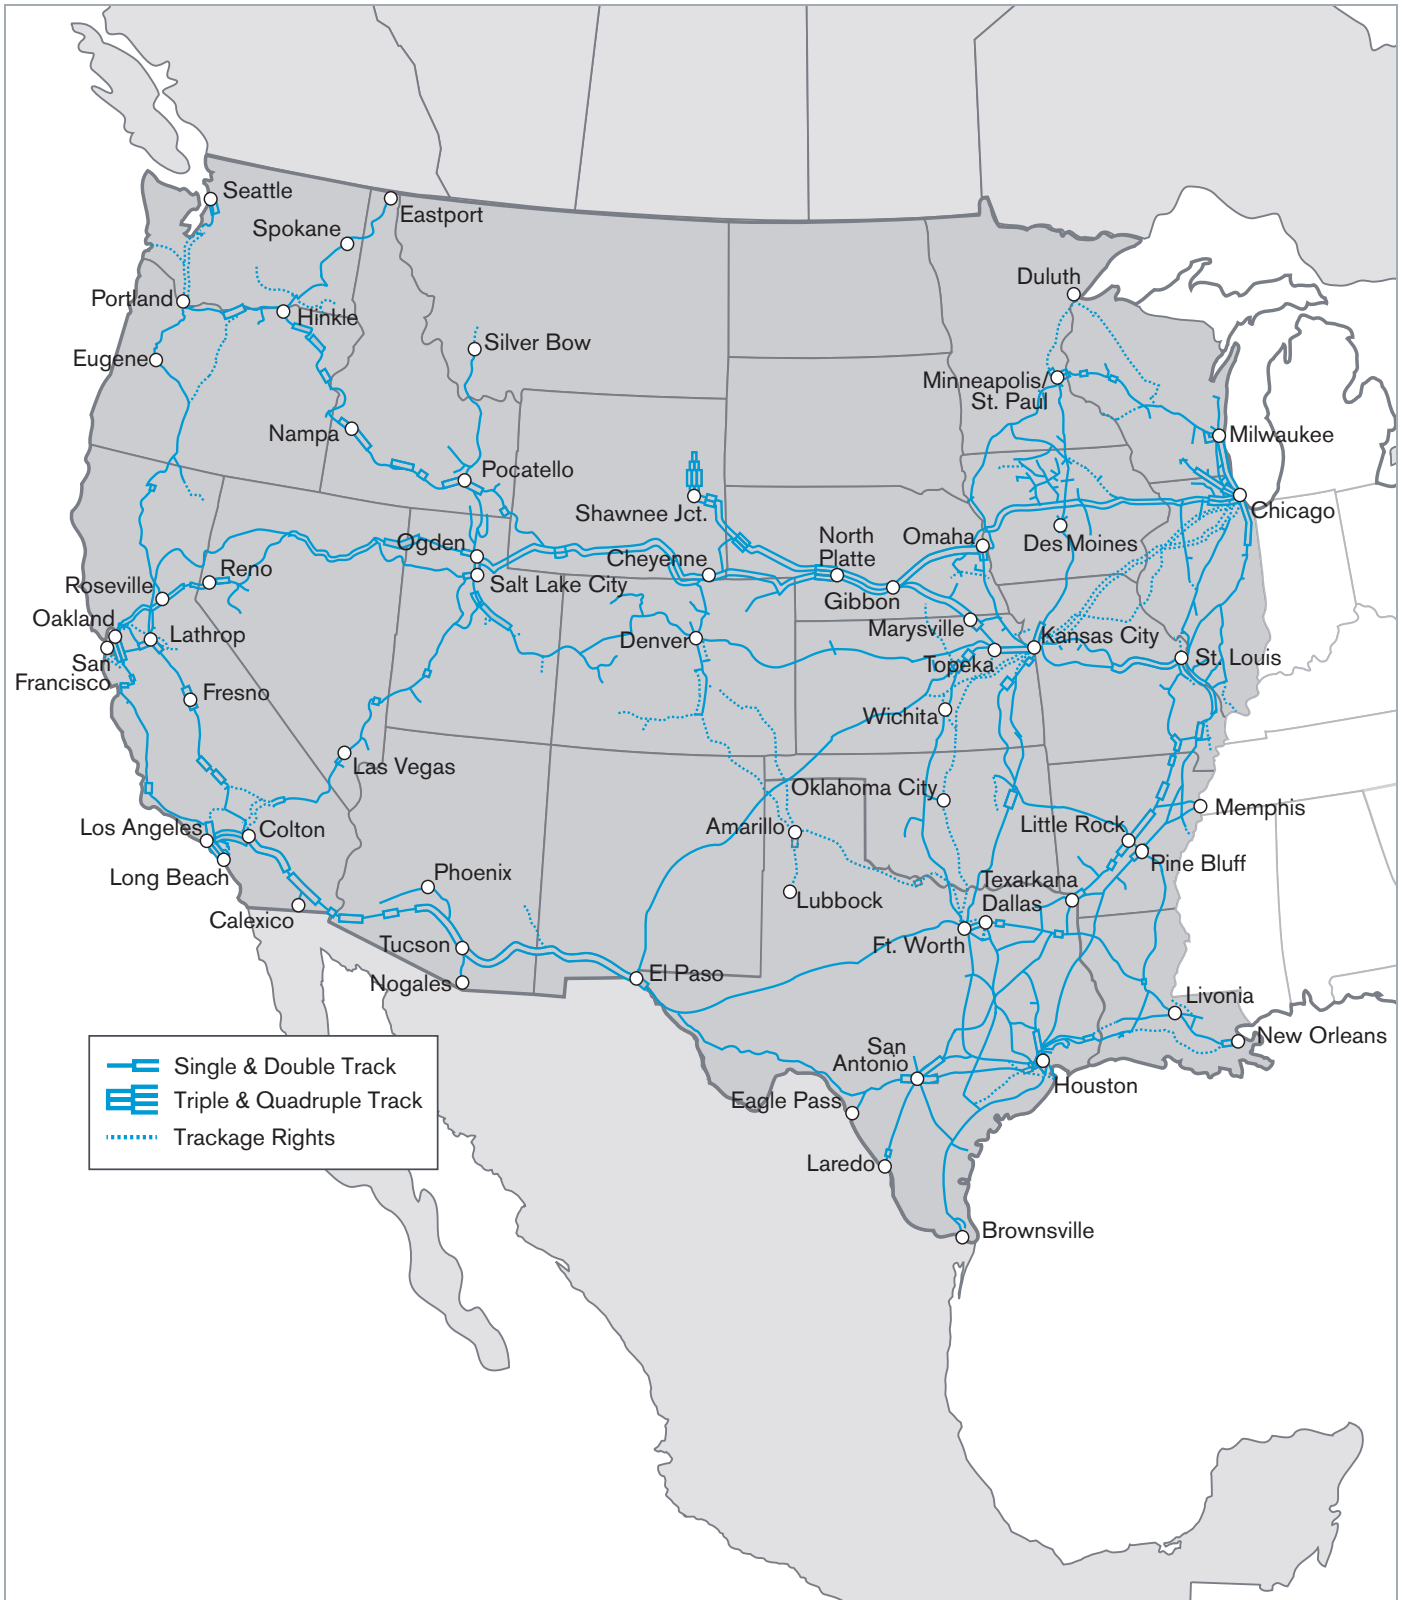 Seattle
Eastport
Spokane
Duluth
Portland
Hinkle
Silver Bow
Eugene
Minneapolis/
St. Paul
Nampa
Milwaukee
Pocatello
Shawnee Jct.
Chicago
Ogden
North
Platte
Omaha
Des Moines
Cheyenne
Reno
Salt Lake City
Roseville
Gibbon
Oakland
Lathrop
Denver
Marysville
Kansas City
San
Francisco
Topeka
St. Louis
Fresno
Wichita
Las Vegas
Oklahoma City
Memphis
Los Angeles
Colton
Amarillo
Little Rock
Pine Bluff
Long Beach
Phoenix
Lubbock
Texarkana
Dallas
Calexico
Tucson
Ft. Worth
Nogales
El Paso
Livonia
New Orleans
San
Antonio
Houston
Eagle Pass
Laredo
Brownsville
Single & Double Track
Triple & Quadruple Track
Trackage Rights